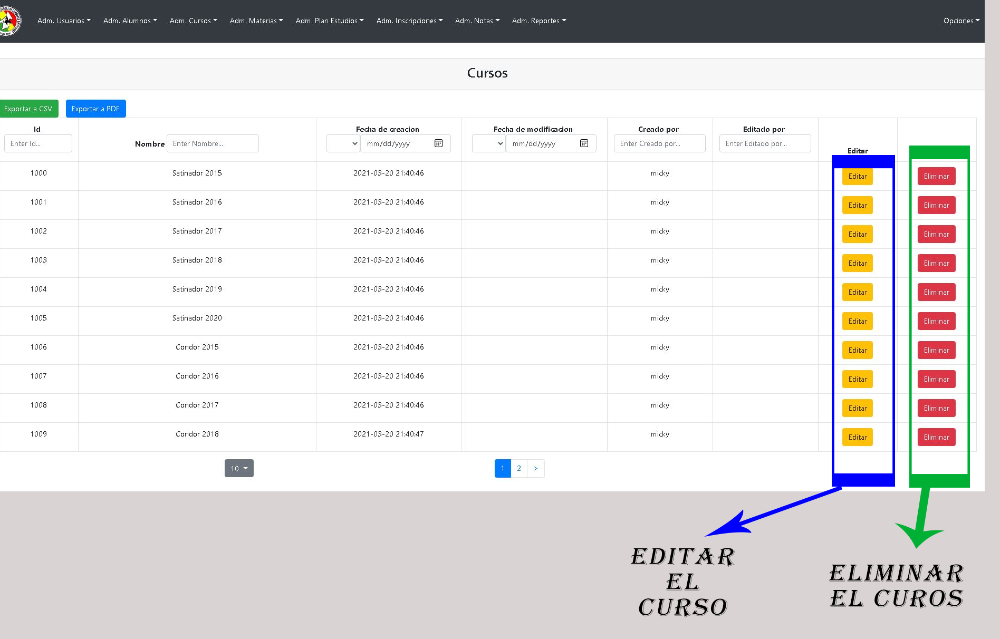 Adm. Usuarios Adm. Alumnos Adm. Cursos Adm. Materias Adm. Plan Estudios Adm. Inscripciones Adm. Notas Adm. Reportes Opciones
Cursos
Exportar a CSV Exportar a PDF
Id Fecha de creacion Fecha de modificacion Creado por Editado por
Enter Id... Nombre Enter Nombre... mm/dd/yyyy mm/dd/yyyy Enter Creado por... Enter Editado por...
Editar
1000 Satinador 2015 2021-03-20 21:40:46 micky Editar Eliminar
1001 Satinador 2016 2021-03-20 21:40:46 micky Editar Eliminar
1002 Satinador 2017 2021-03-20 21:40:46 micky Editar Eliminar
1003 Satinador 2018 2021-03-20 21:40:46 micky Editar Eliminar
1004 Satinador 2019 2021-03-20 21:40:46 micky Editar Eliminar
1005 Satinador 2020 2021-03-20 21:40:46 micky Editar Eliminar
1006 Condor 2015 2021-03-20 21:40:46 micky Editar Eliminar
1007 Condor 2016 2021-03-20 21:40:46 micky Editar Eliminar
1008 Condor 2017 2021-03-20 21:40:46 micky Editar Eliminar
1009 Condor 2018 2021-03-20 21:40:47 micky Editar Eliminar
10 1 2 >
EDITAR
EL
CURSO
ELIMINAR
EL CUROS